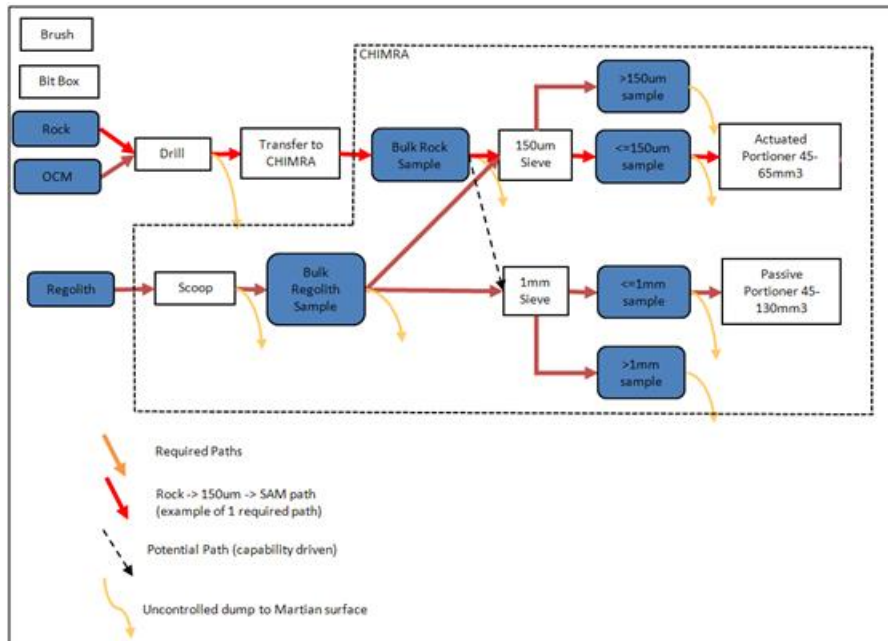 Brush
Bit Box
CHIMRA
Rock
OCM
Drill
Transfer to
CHIMRA
Bulk Rock
Sample
150um
Sieve
>150um
sample
<=150um
sample
Actuated
Portioner 45-
65mm3
Regolith
Scoop
Bulk
Regolith
Sample
1mm
Sieve
<=1mm
sample
Passive
Portioner 45-
130mm3
>1mm
sample
Required Paths
Rock -> 150um -> SAM path
(example of 1 required path)
Potential Path (capability driven)
Uncontrolled dump to Martian surface